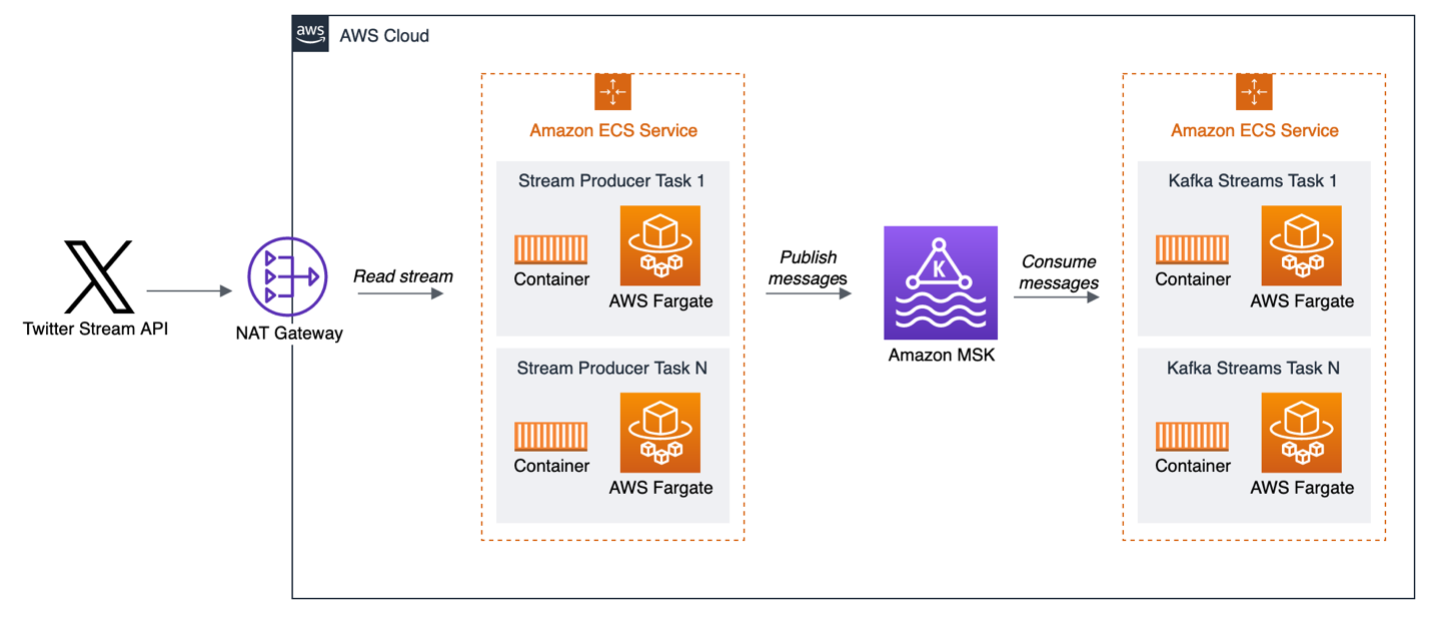 aws
AWS Cloud
Twitter Stream API
NAT Gateway
Read stream
Amazon ECS Service
Stream Producer Task 1
Container
AWS Fargate
Stream Producer Task N
Container
AWS Fargate
Publish
messages
K
Amazon MSK
Consume
messages
Amazon ECS Service
Kafka Streams Task 1
Container
AWS Fargate
Kafka Streams Task N
Container
AWS Fargate